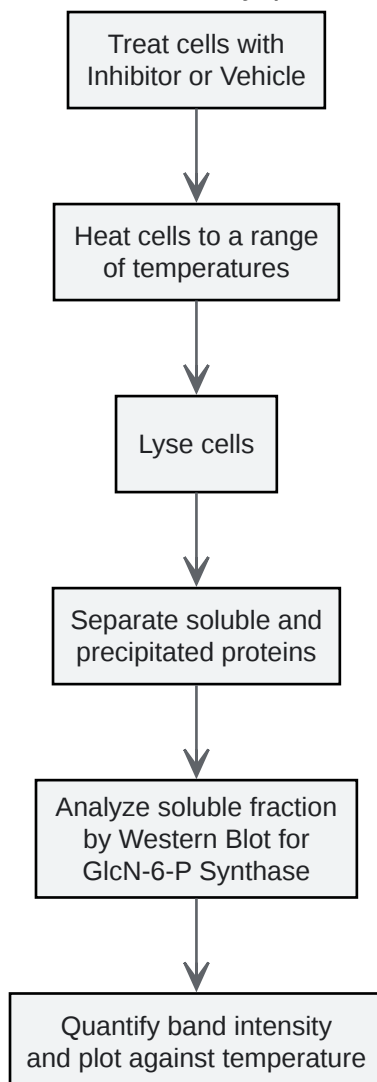 Treat cells with
Inhibitor or Vehicle
Heat cells to a range
of temperatures
Lyse cells
Separate soluble and
precipitated proteins
Analyze soluble fraction
by Western Blot for
GlcN-6-P Synthase
Quantify band intensity
and plot against temperature